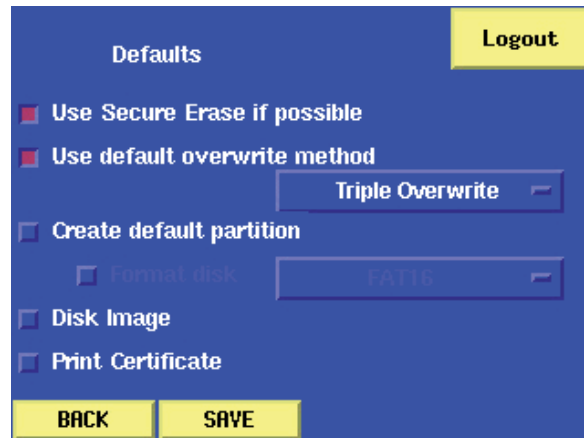 Defaults
Logout
Use Secure Erase if possible
Use default overwrite method
Triple Overwrite
Create default partition
Format disk
FAT16
Disk Image
Print Certificate
BACK
SAVE